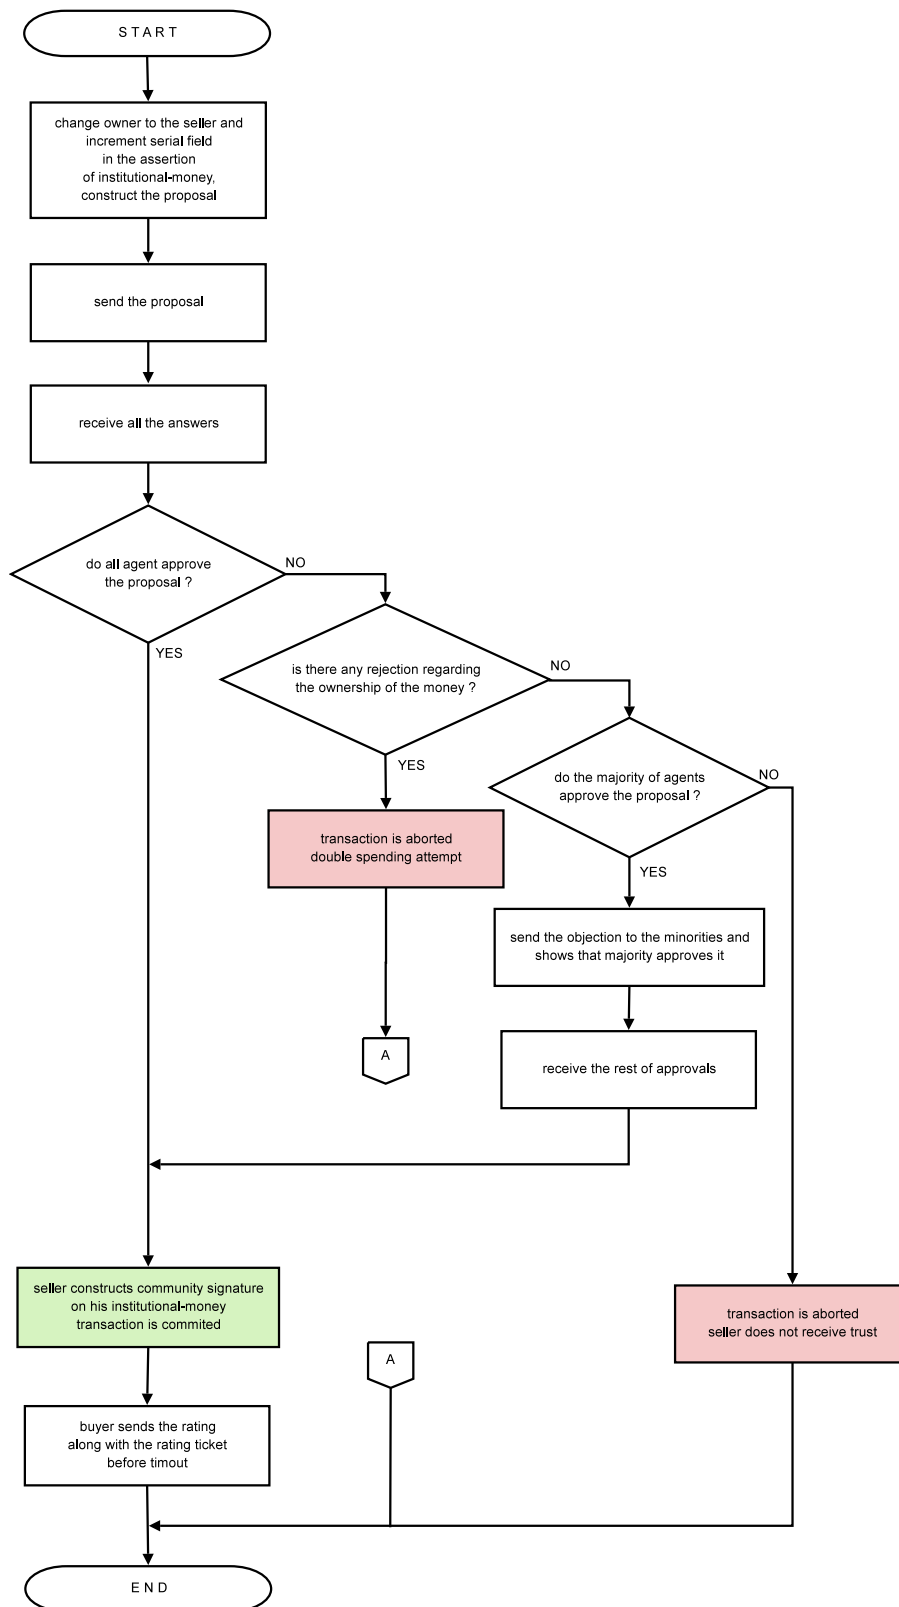 S T A R T
change owner to the seller and
increment serial field
in the assertion
of institutional-money,
construct the proposal
send the proposal
receive all the answers
do all agent approve
the proposal ?
NO
YES
is there any rejection regarding
the ownership of the money ?
NO
YES
do the majority of agents
approve the proposal ?
NO
YES
transaction is aborted
double spending attempt
send the objection to the minorities and
shows that majority approves it
A
receive the rest of approvals
seller constructs community signature
on his institutional-money
transaction is commited
transaction is aborted
seller does not receive trust
A
buyer sends the rating
along with the rating ticket
before timout
E N D